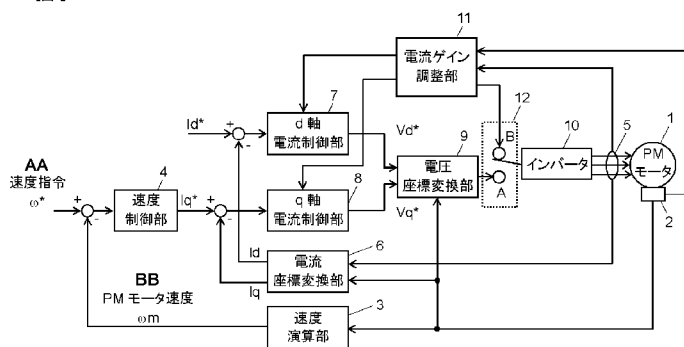 11
電流ゲイン
調整部
7
12
1
Id*
+
-
d 軸
電流制御部
Vd*
9
B
10
5
PM
モータ
AA
速度指令
ω*
4
8
電圧
座標変換部
インバータ
A
+
-
速度
制御部
Iq*
+
-
q 軸
電流制御部
Vq*
2
Id
6
BB
PM モータ速度
ωm
Iq
電流
座標変換部
3
速度
演算部